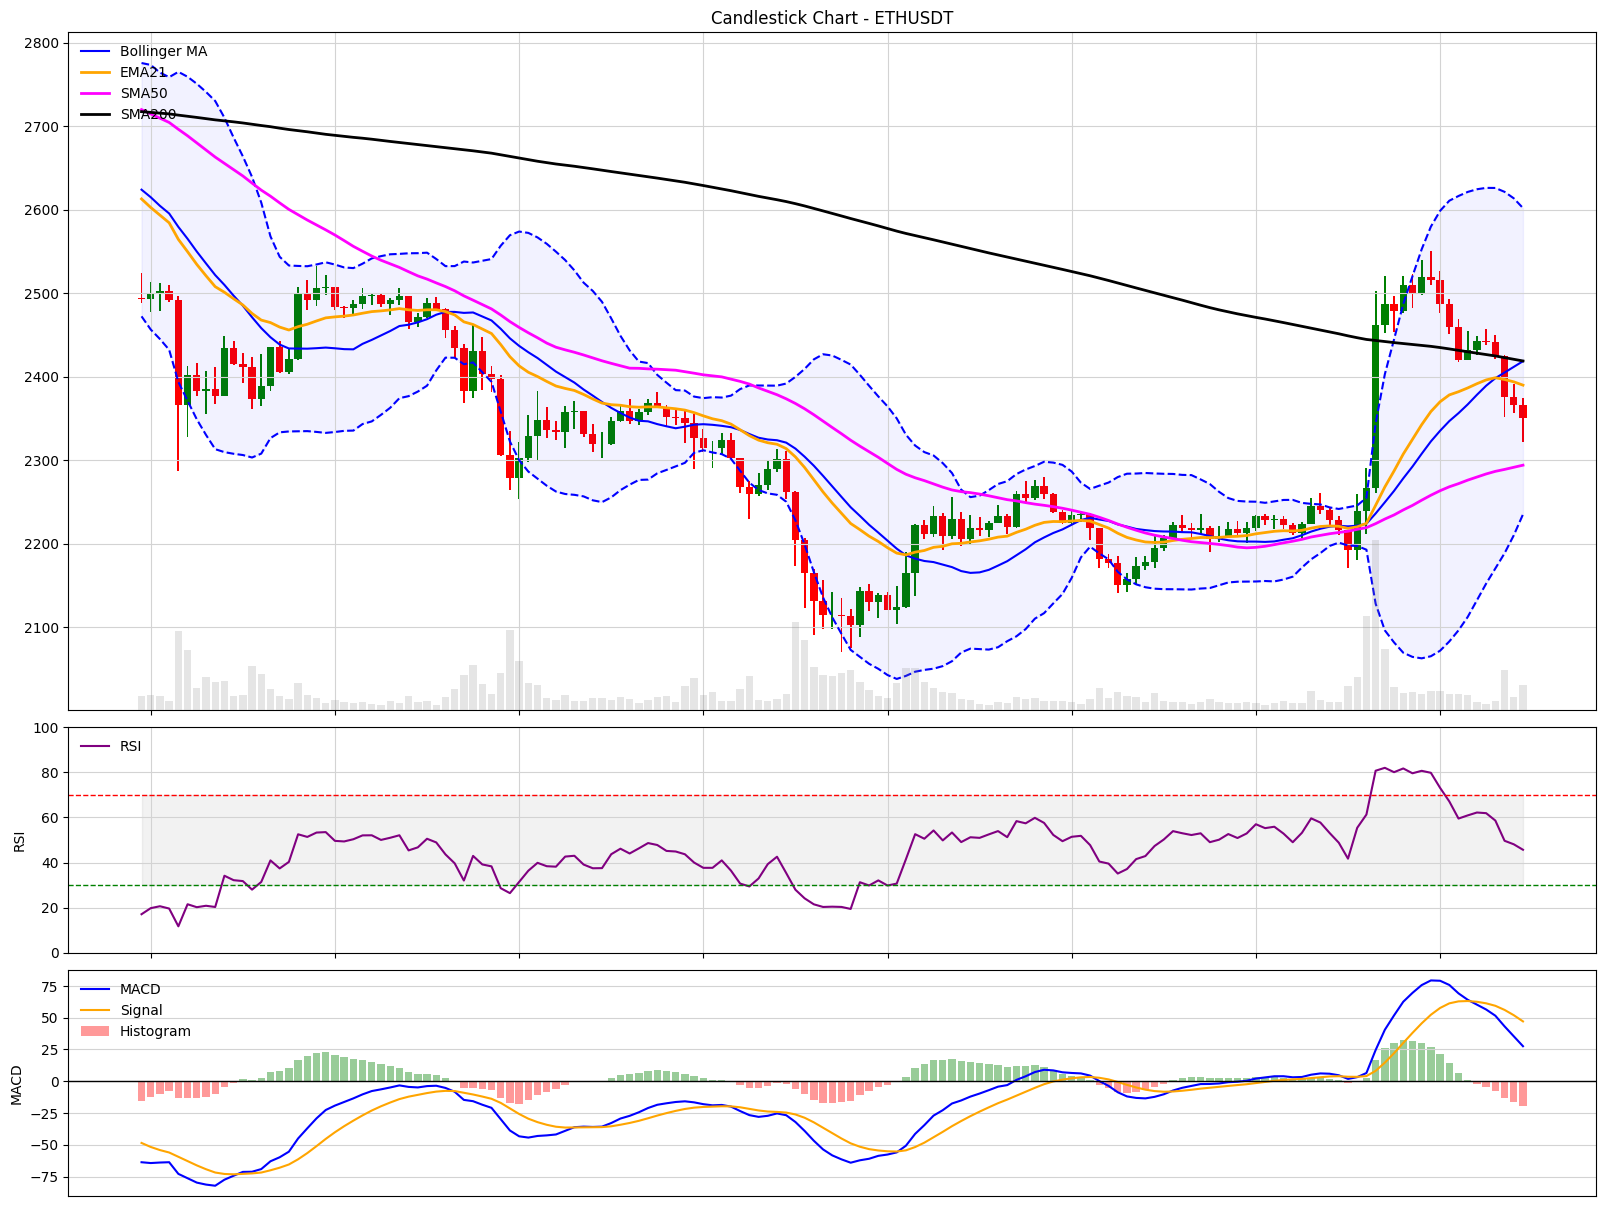 Candlestick Chart - ETHUSDT
Bollinger MA
EMA21
SMA50
SMA200
2800
2700
2600
2500
2400
2300
2200
2100
RSI
100
80
60
40
20
0
RSI
MACD
Signal
Histogram
75
50
25
0
−25
−50
−75
MACD